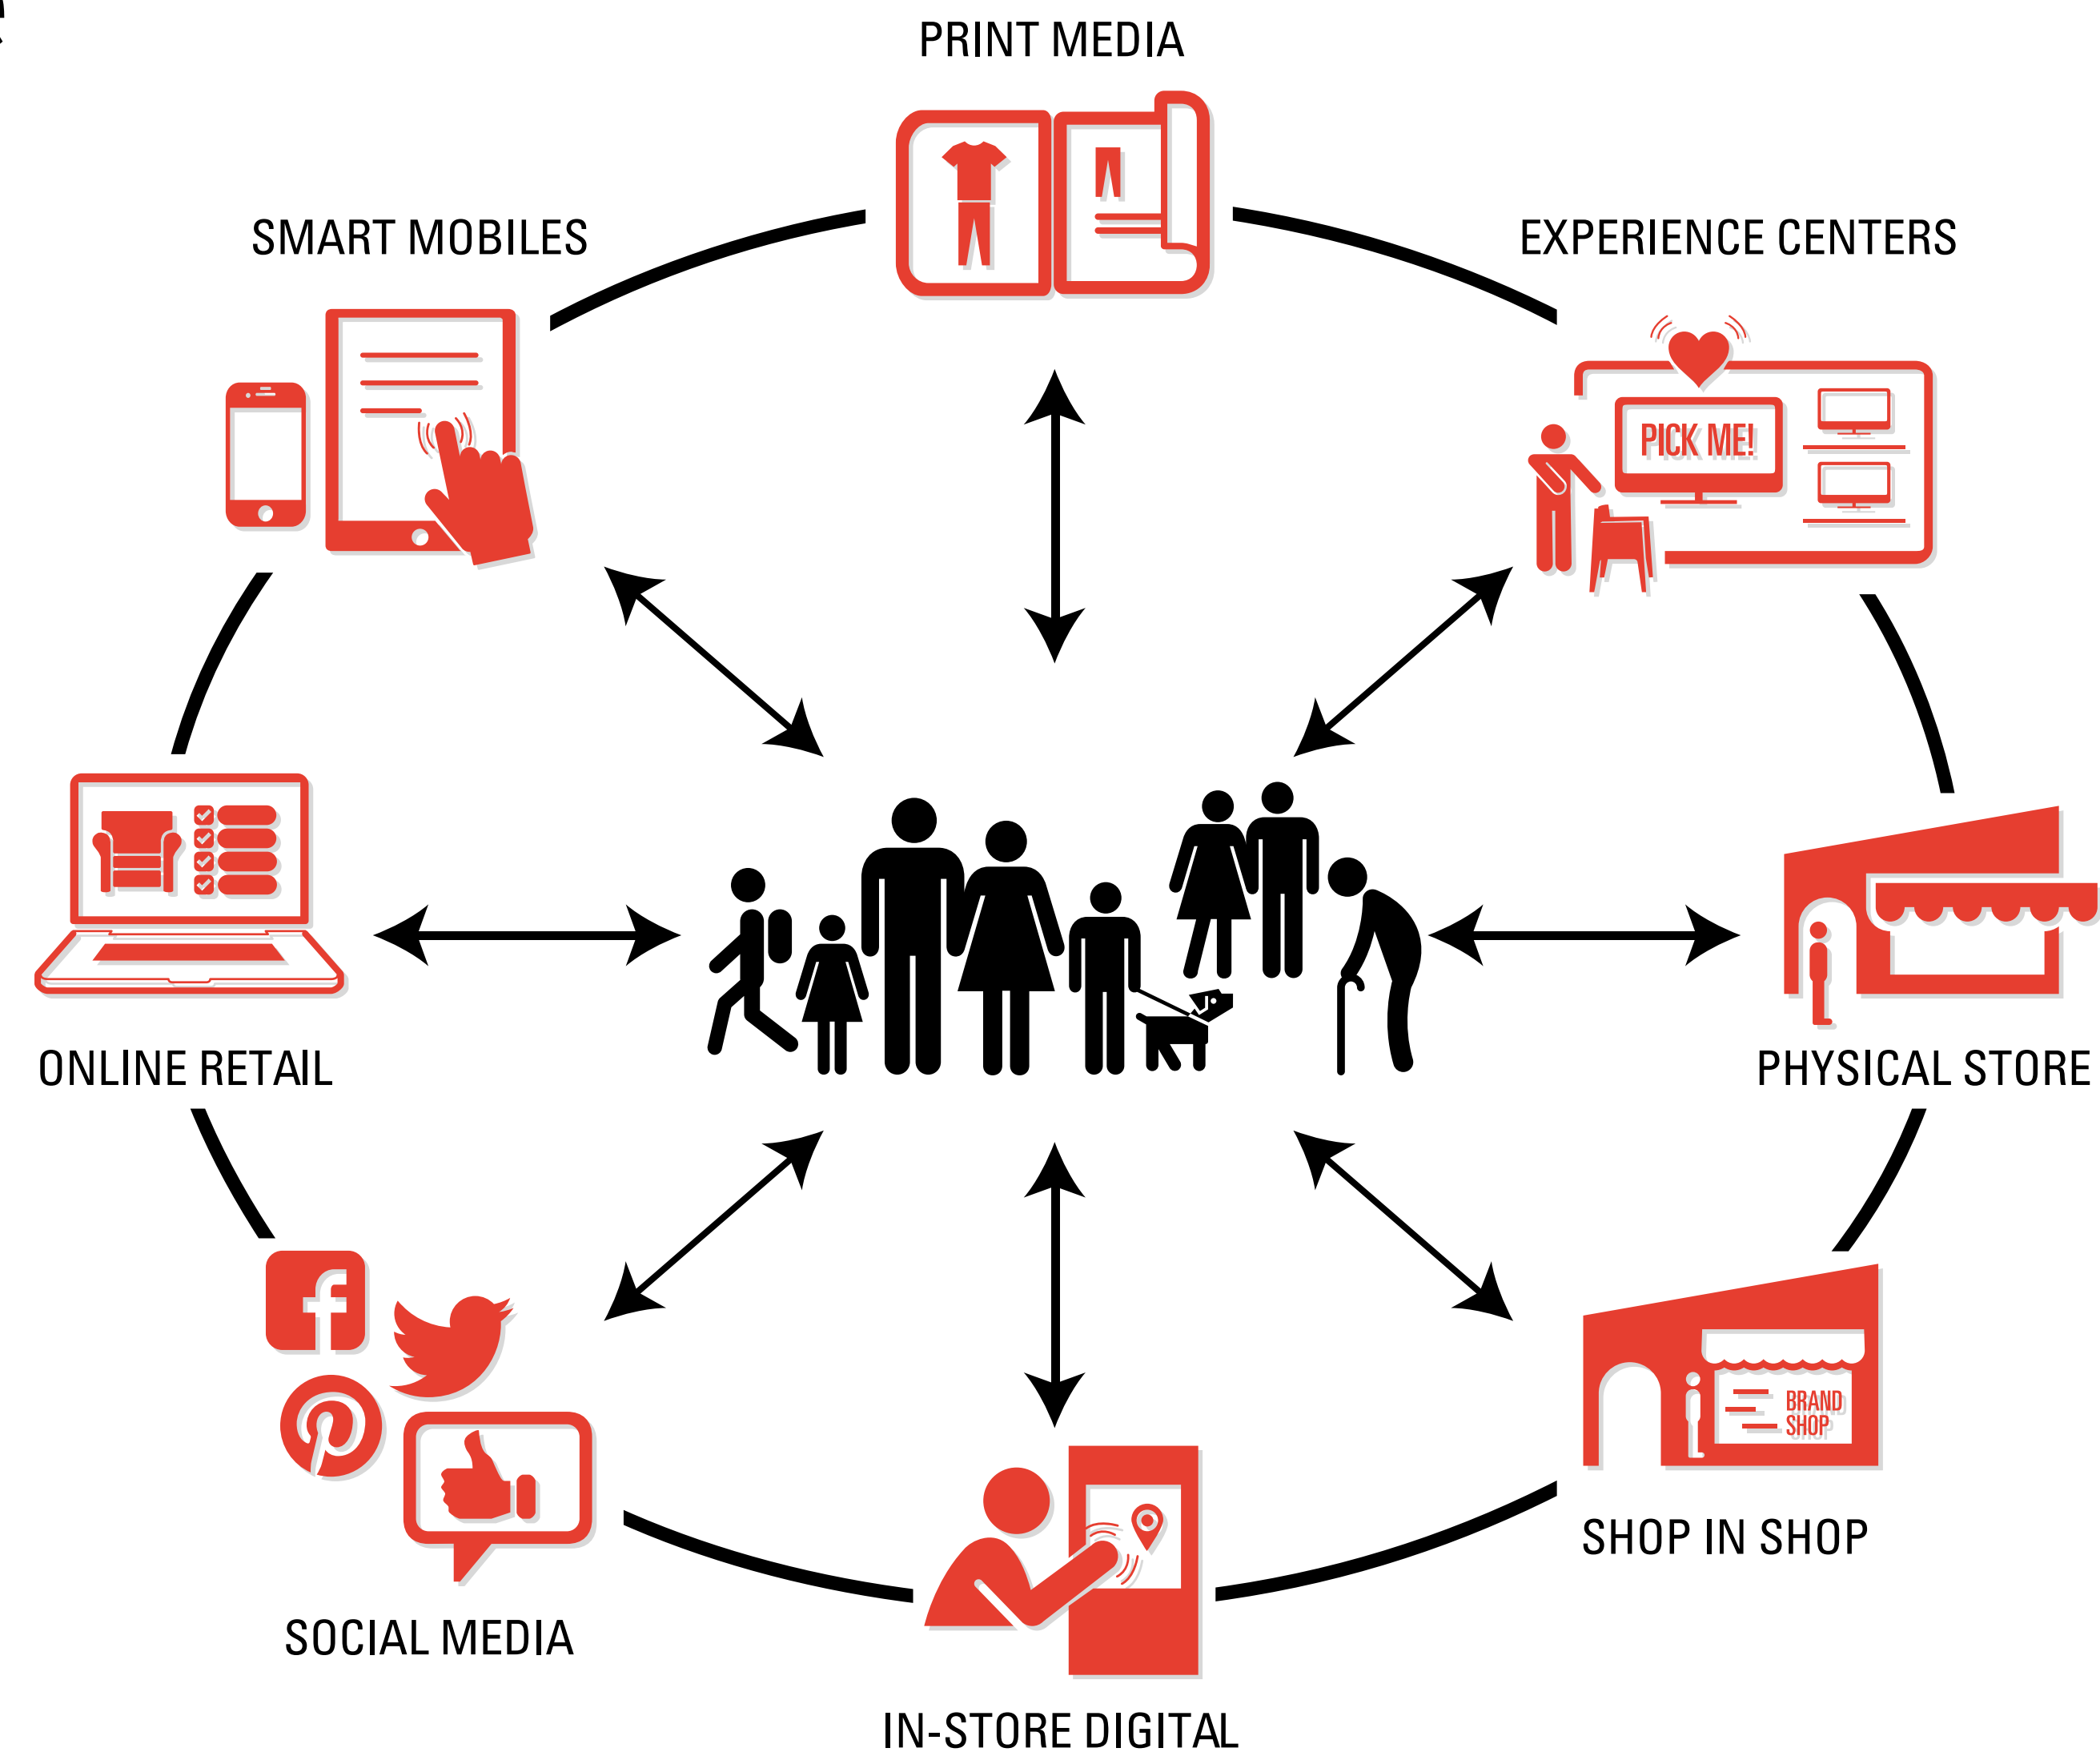 PRINT MEDIA
SMART MOBILES
EXPERIENCE CENTERS
PICK ME!
ONLINE RETAIL
PHYSICAL STORE
BRAND
SHOP
SHOP IN SHOP
SOCIAL MEDIA
IN-STORE DIGITAL